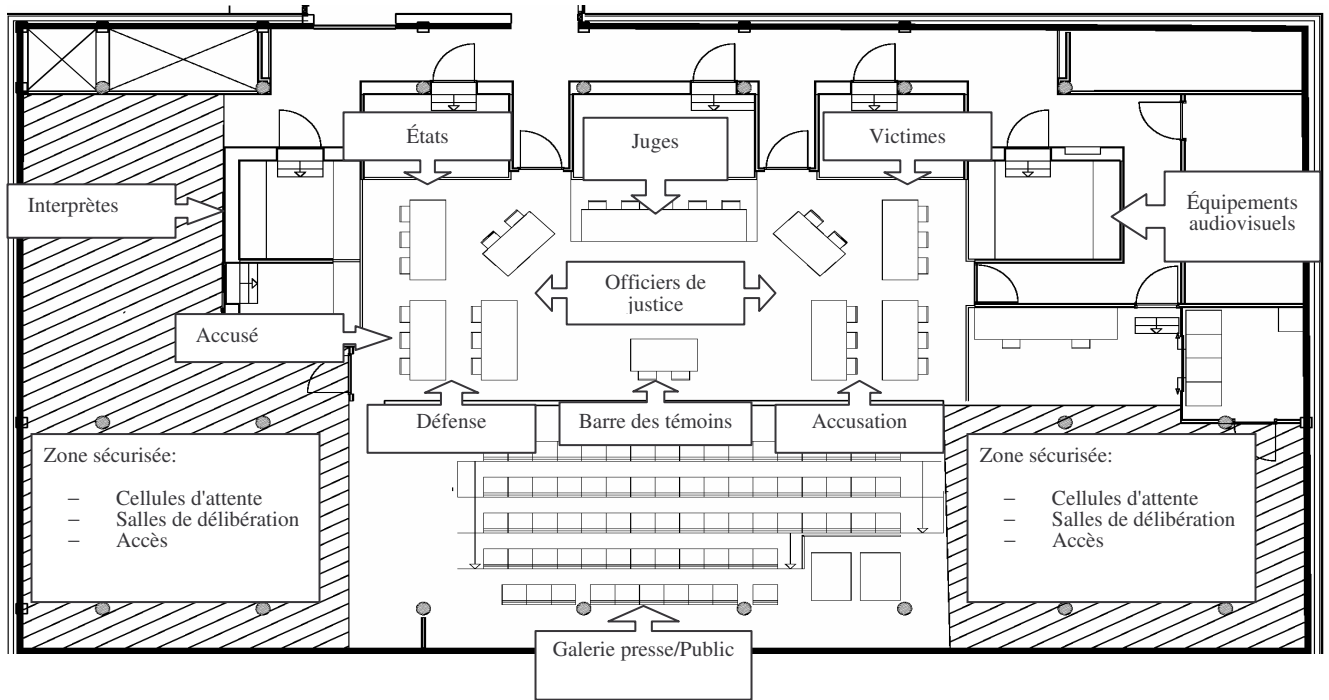 États
Juges
Victimes
Interprètes
Équipements
audiovisuels
Officiers de
justice
Accusé
Défense
Barre des témoins
Accusation
Zone sécurisée:
– Cellules d'attente
– Salles de délibération
– Accès
Zone sécurisée:
– Cellules d'attente
– Salles de délibération
– Accès
Galerie presse/Public